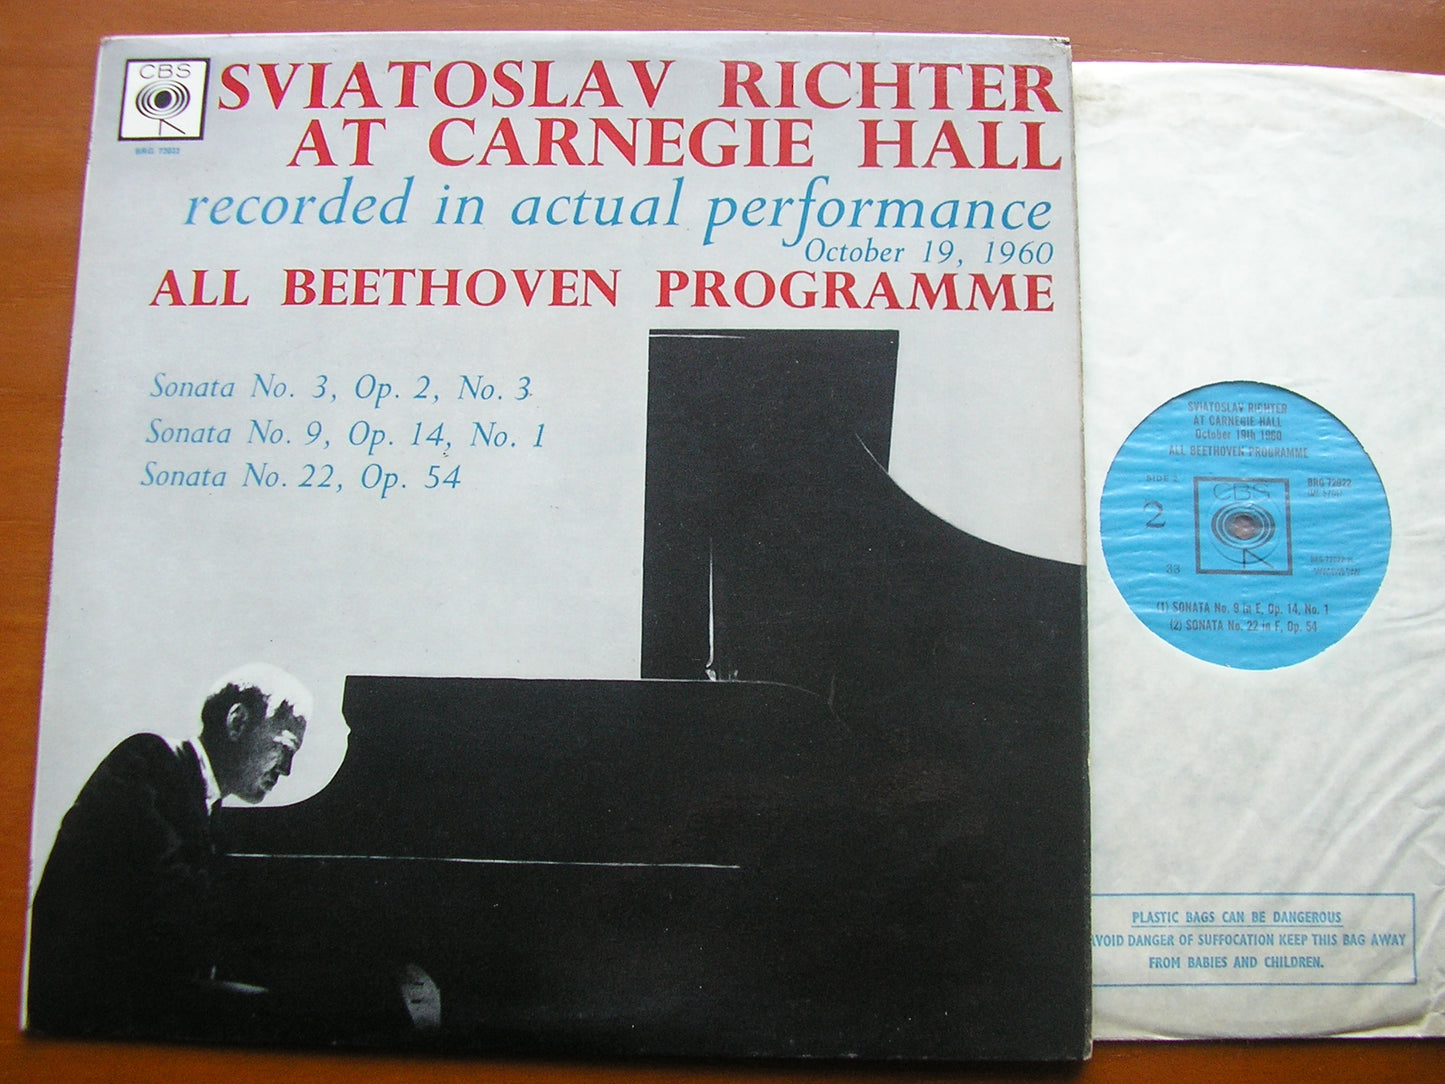 CBS
BRG 72022
SVIATOSLAV RICHTER
AT CARNEGIE HALL
recorded in actual performance
October 19, 1960
ALL BEETHOVEN PROGRAMME
Sonata No. 3, Op. 2, No. 3
Sonata No. 9, Op. 14, No. 1
Sonata No. 22, Op. 54
SVIATOSLAV RICHTER
AT CARNEGIE HALL
October 19th 1960
ALL BEETHOVEN PROGRAMME
SIDE 2
2
CBS
BRG 72022
33
(1) SONATA No. 9 in E, Op. 14, No. 1
(2) SONATA No. 22 in F, Op. 54
PLASTIC BAGS CAN BE DANGEROUS
AVOID DANGER OF SUFFOCATION KEEP THIS BAG AWAY
FROM BABIES AND CHILDREN.